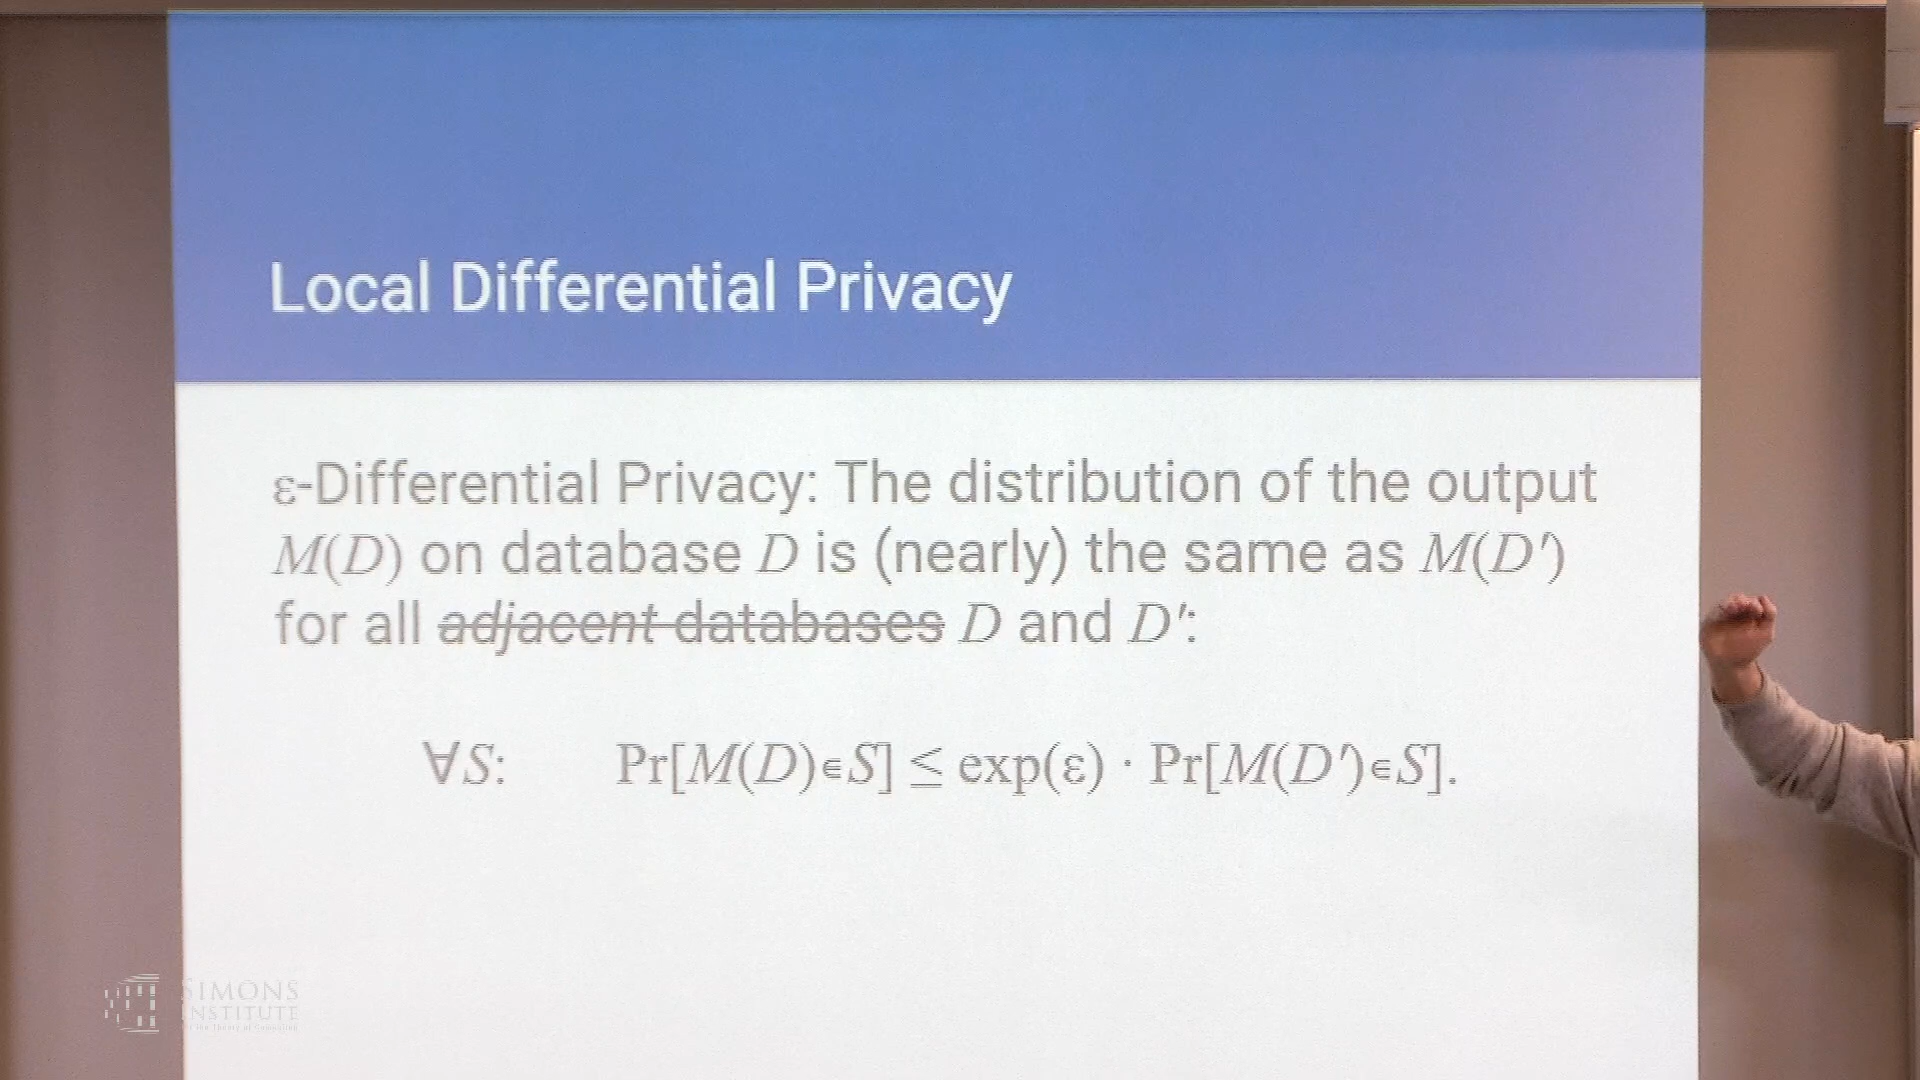 Local Differential Privacy
ε-Differential Privacy: The distribution of the output
M(D) on database D is (nearly) the same as M(D′)
for all adjacent databases D and D′:
∀S: Pr[M(D)∊S] ≤ exp(ε) · Pr[M(D′)∊S].
SIMONS
INSTITUTE